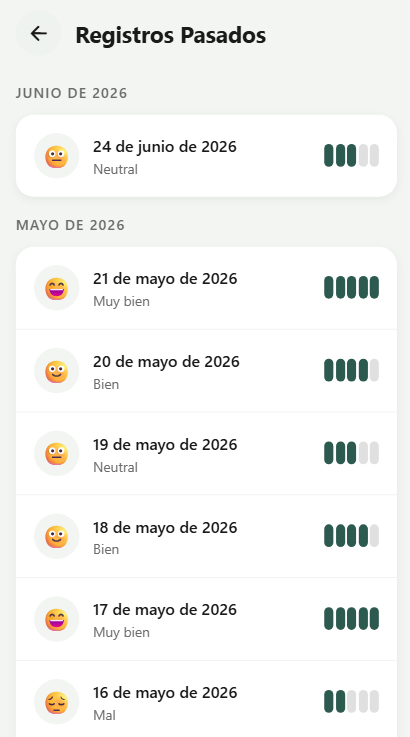 Registros Pasados
JUNIO DE 2026
24 de junio de 2026
Neutral
MAYO DE 2026
21 de mayo de 2026
Muy bien
20 de mayo de 2026
Bien
19 de mayo de 2026
Neutral
18 de mayo de 2026
Bien
17 de mayo de 2026
Muy bien
16 de mayo de 2026
Mal